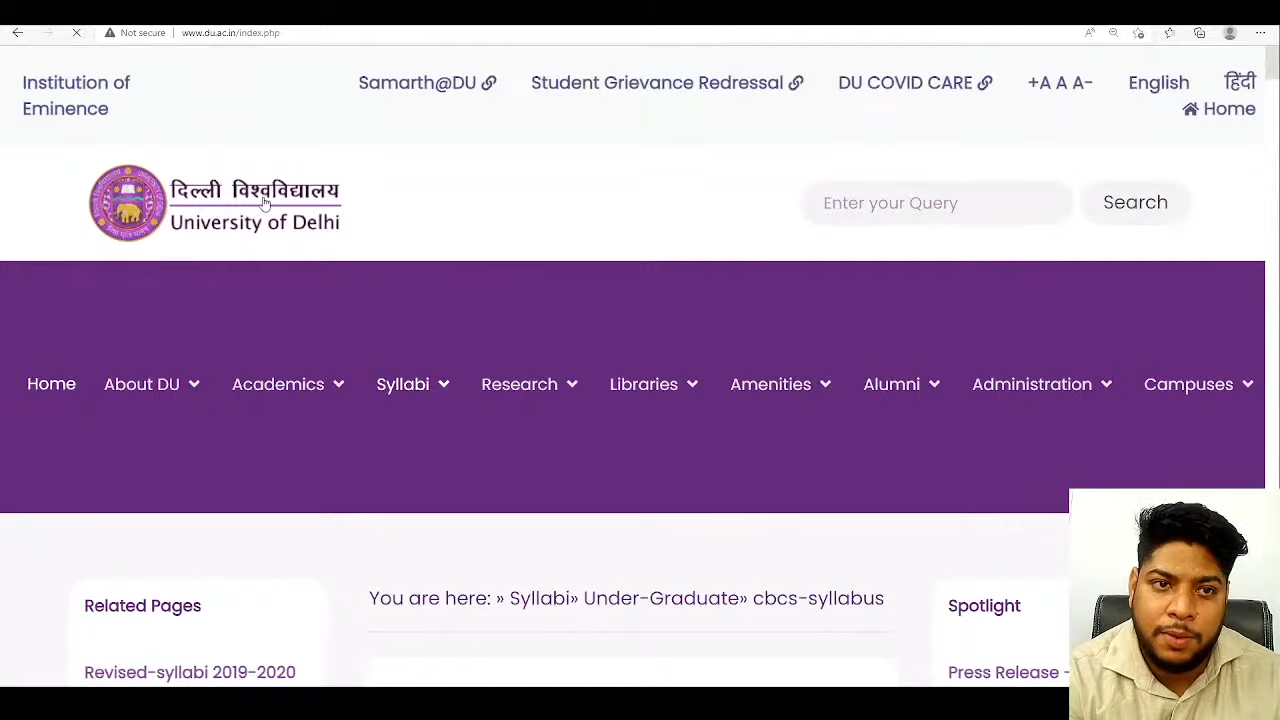 Not secure | www.du.ac.in/index.php
Institution of
Eminence
Samarth@DU
Student Grievance Redressal
DU COVID CARE
+A A A-
English
हिंदी
Home
दिल्ली विश्वविद्यालय
University of Delhi
Enter your Query
Search
Home
About DU
Academics
Syllabi
Research
Libraries
Amenities
Alumni
Administration
Campuses
Related Pages
You are here: » Syllabi» Under-Graduate» cbcs-syllabus
Spotlight
Revised-syllabi 2019-2020
Press Release -